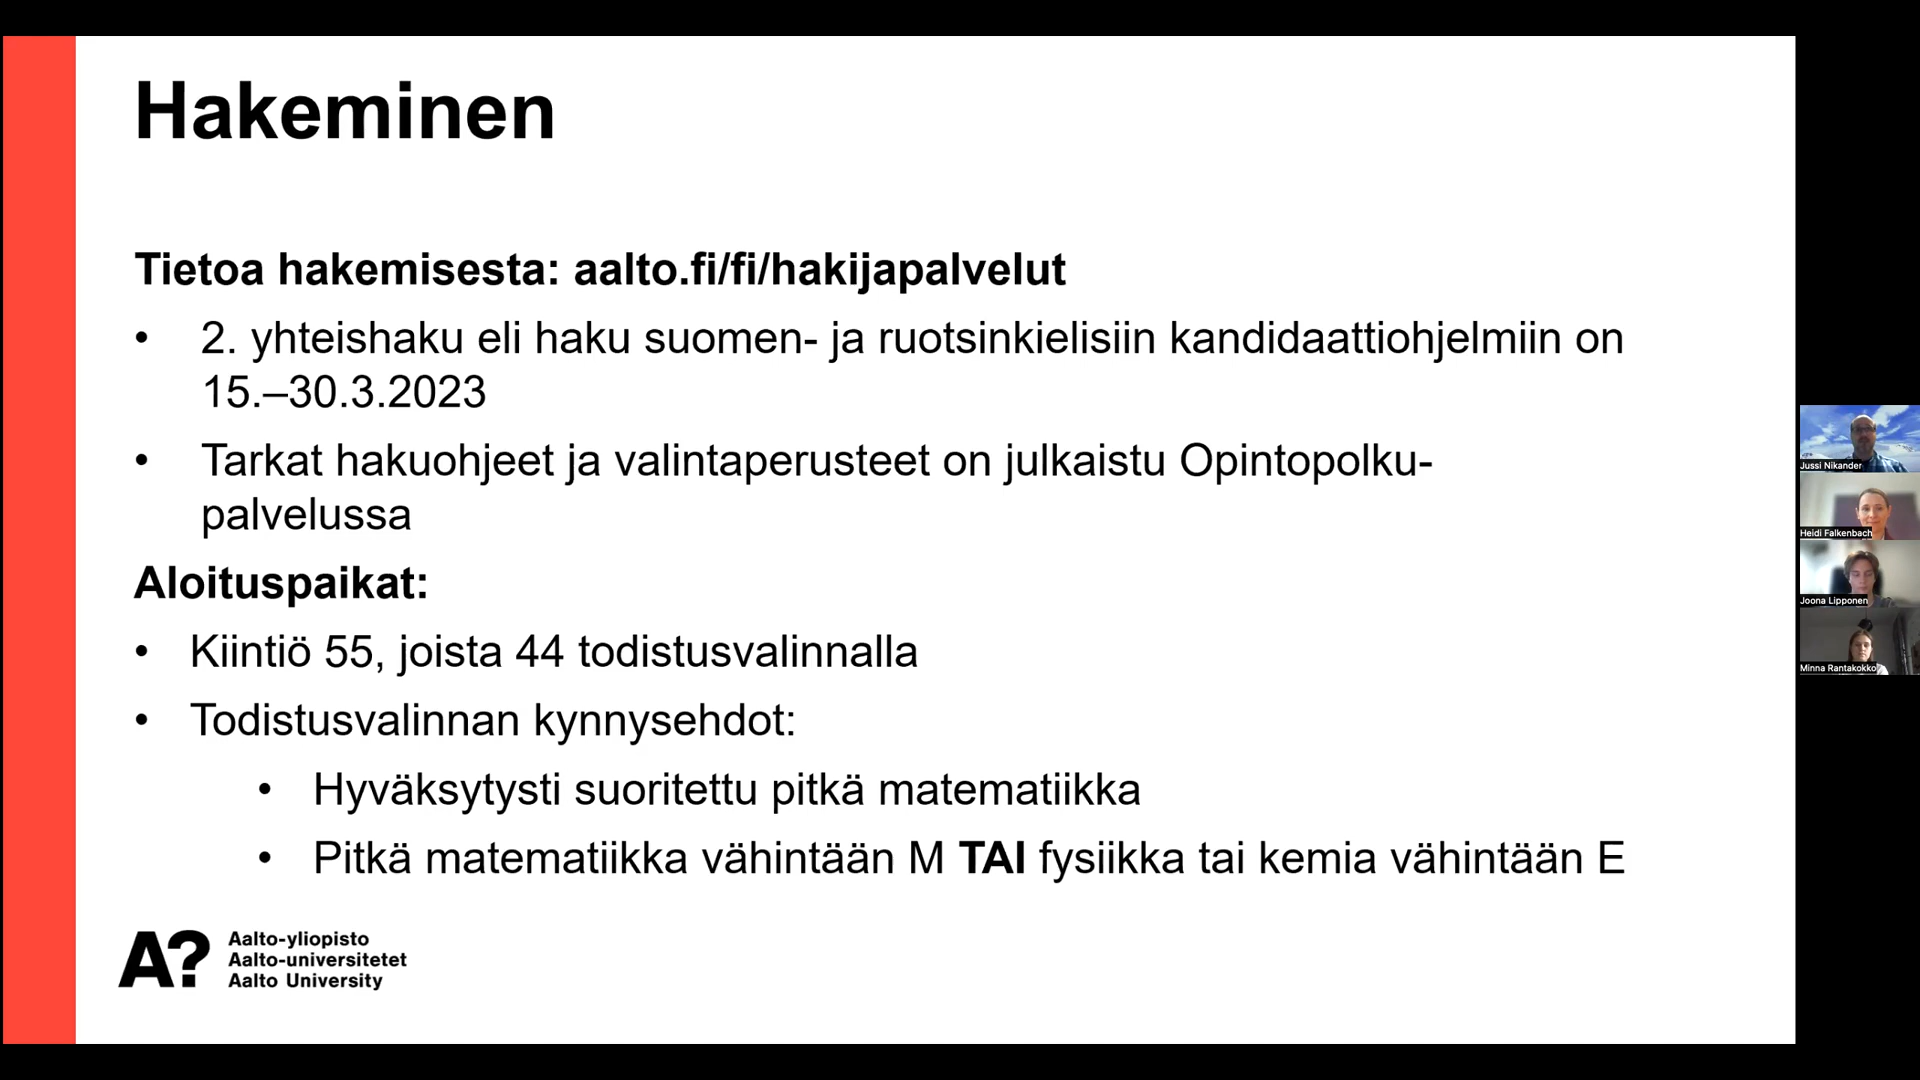 Hakeminen
Tietoa hakemisesta: aalto.fi/fi/hakijapalvelut
• 2. yhteishaku eli haku suomen- ja ruotsinkielisiin kandidaattiohjelmiin on
15.–30.3.2023
• Tarkat hakuohjeet ja valintaperusteet on julkaistu Opintopolku-
palvelussa
Aloituspaikat:
• Kiintiö 55, joista 44 todistusvalinnalla
• Todistusvalinnan kynnysehdot:
• Hyväksytysti suoritettu pitkä matematiikka
• Pitkä matematiikka vähintään M TAI fysiikka tai kemia vähintään E
A?
Aalto-yliopisto
Aalto-universitetet
Aalto University
Jussi Nikander
Heidi Falkenbach
Joona Lipponen
Minna Rantakokko